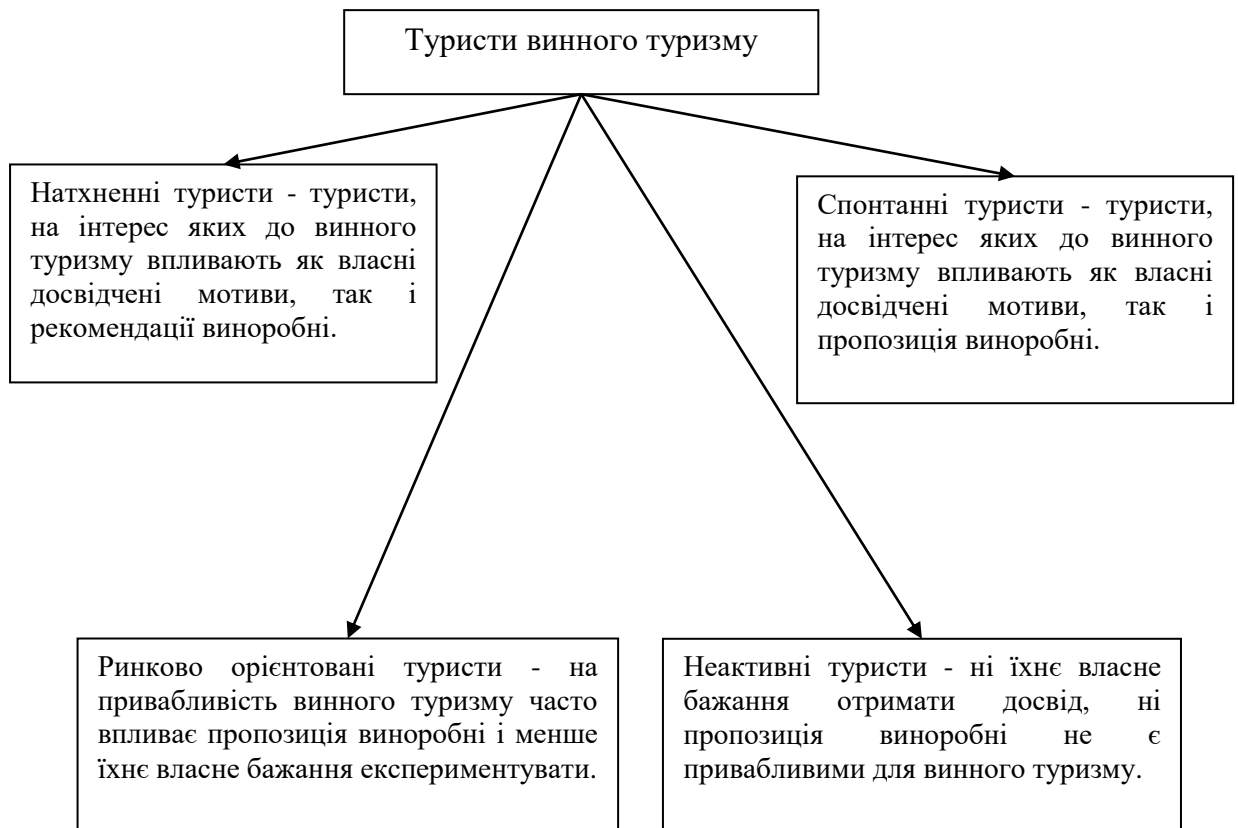 Туристи винного туризму
Натхненні туристи - туристи,
на інтерес яких до винного
туризму впливають як власні
досвідчені мотиви, так і
рекомендації виноробні.
Спонтанні туристи - туристи,
на інтерес яких до винного
туризму впливають як власні
досвідчені мотиви, так і
пропозиція виноробні.
Ринково орієнтовані туристи - на
привабливість винного туризму часто
впливає пропозиція виноробні і менше
їхнє власне бажання експериментувати.
Неактивні туристи - ні їхнє власне
бажання отримати досвід, ні
пропозиція виноробні не є
привабливими для винного туризму.